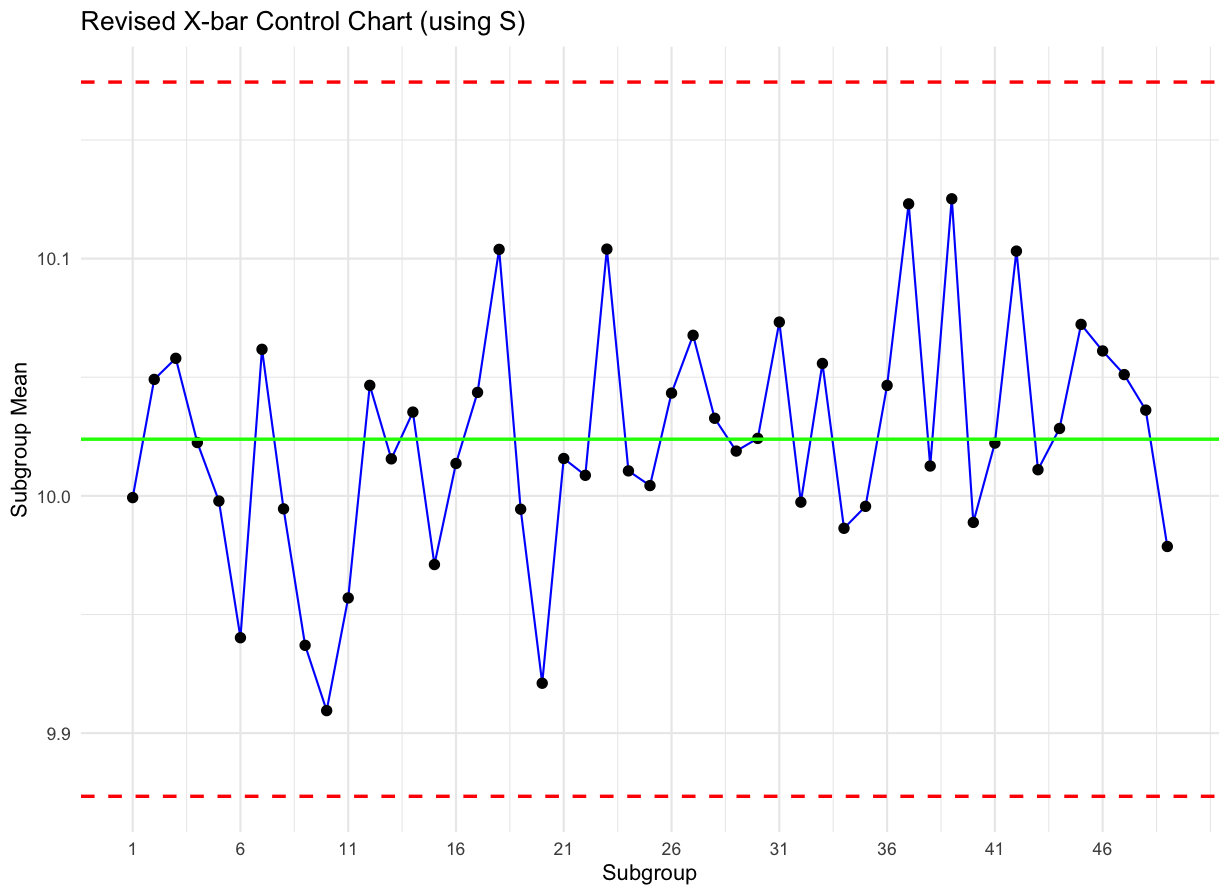 Revised X-bar Control Chart (using S)
10.1
10.0
9.9
Subgroup Mean
1 6 11 16 21 26 31 36 41 46
Subgroup